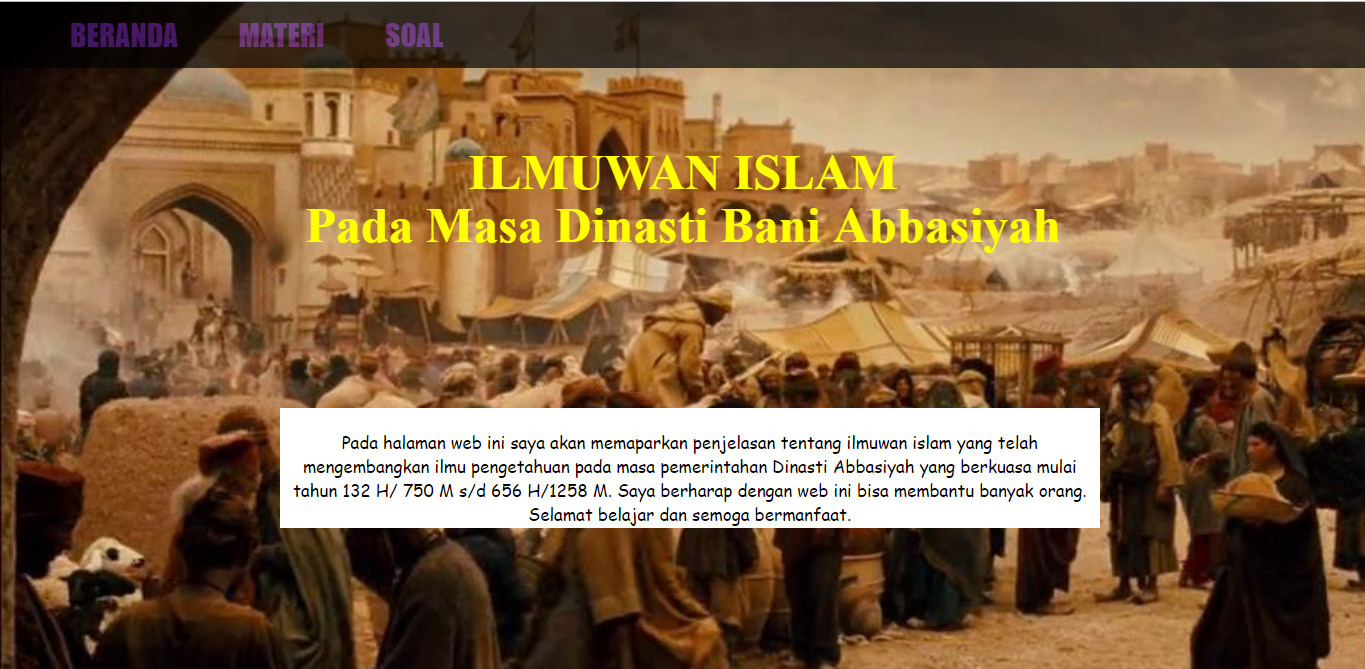 BERANDA MATERI SOAL
ILMUWAN ISLAM
Pada Masa Dinasti Bani Abbasiyah
Pada halaman web ini saya akan memaparkan penjelasan tentang ilmuwan islam yang telah
mengembangkan ilmu pengetahuan pada masa pemerintahan Dinasti Abbasiyah yang berkuasa mulai
tahun 132 H/ 750 M s/d 656 H/1258 M. Saya berharap dengan web ini bisa membantu banyak orang.
Selamat belajar dan semoga bermanfaat.